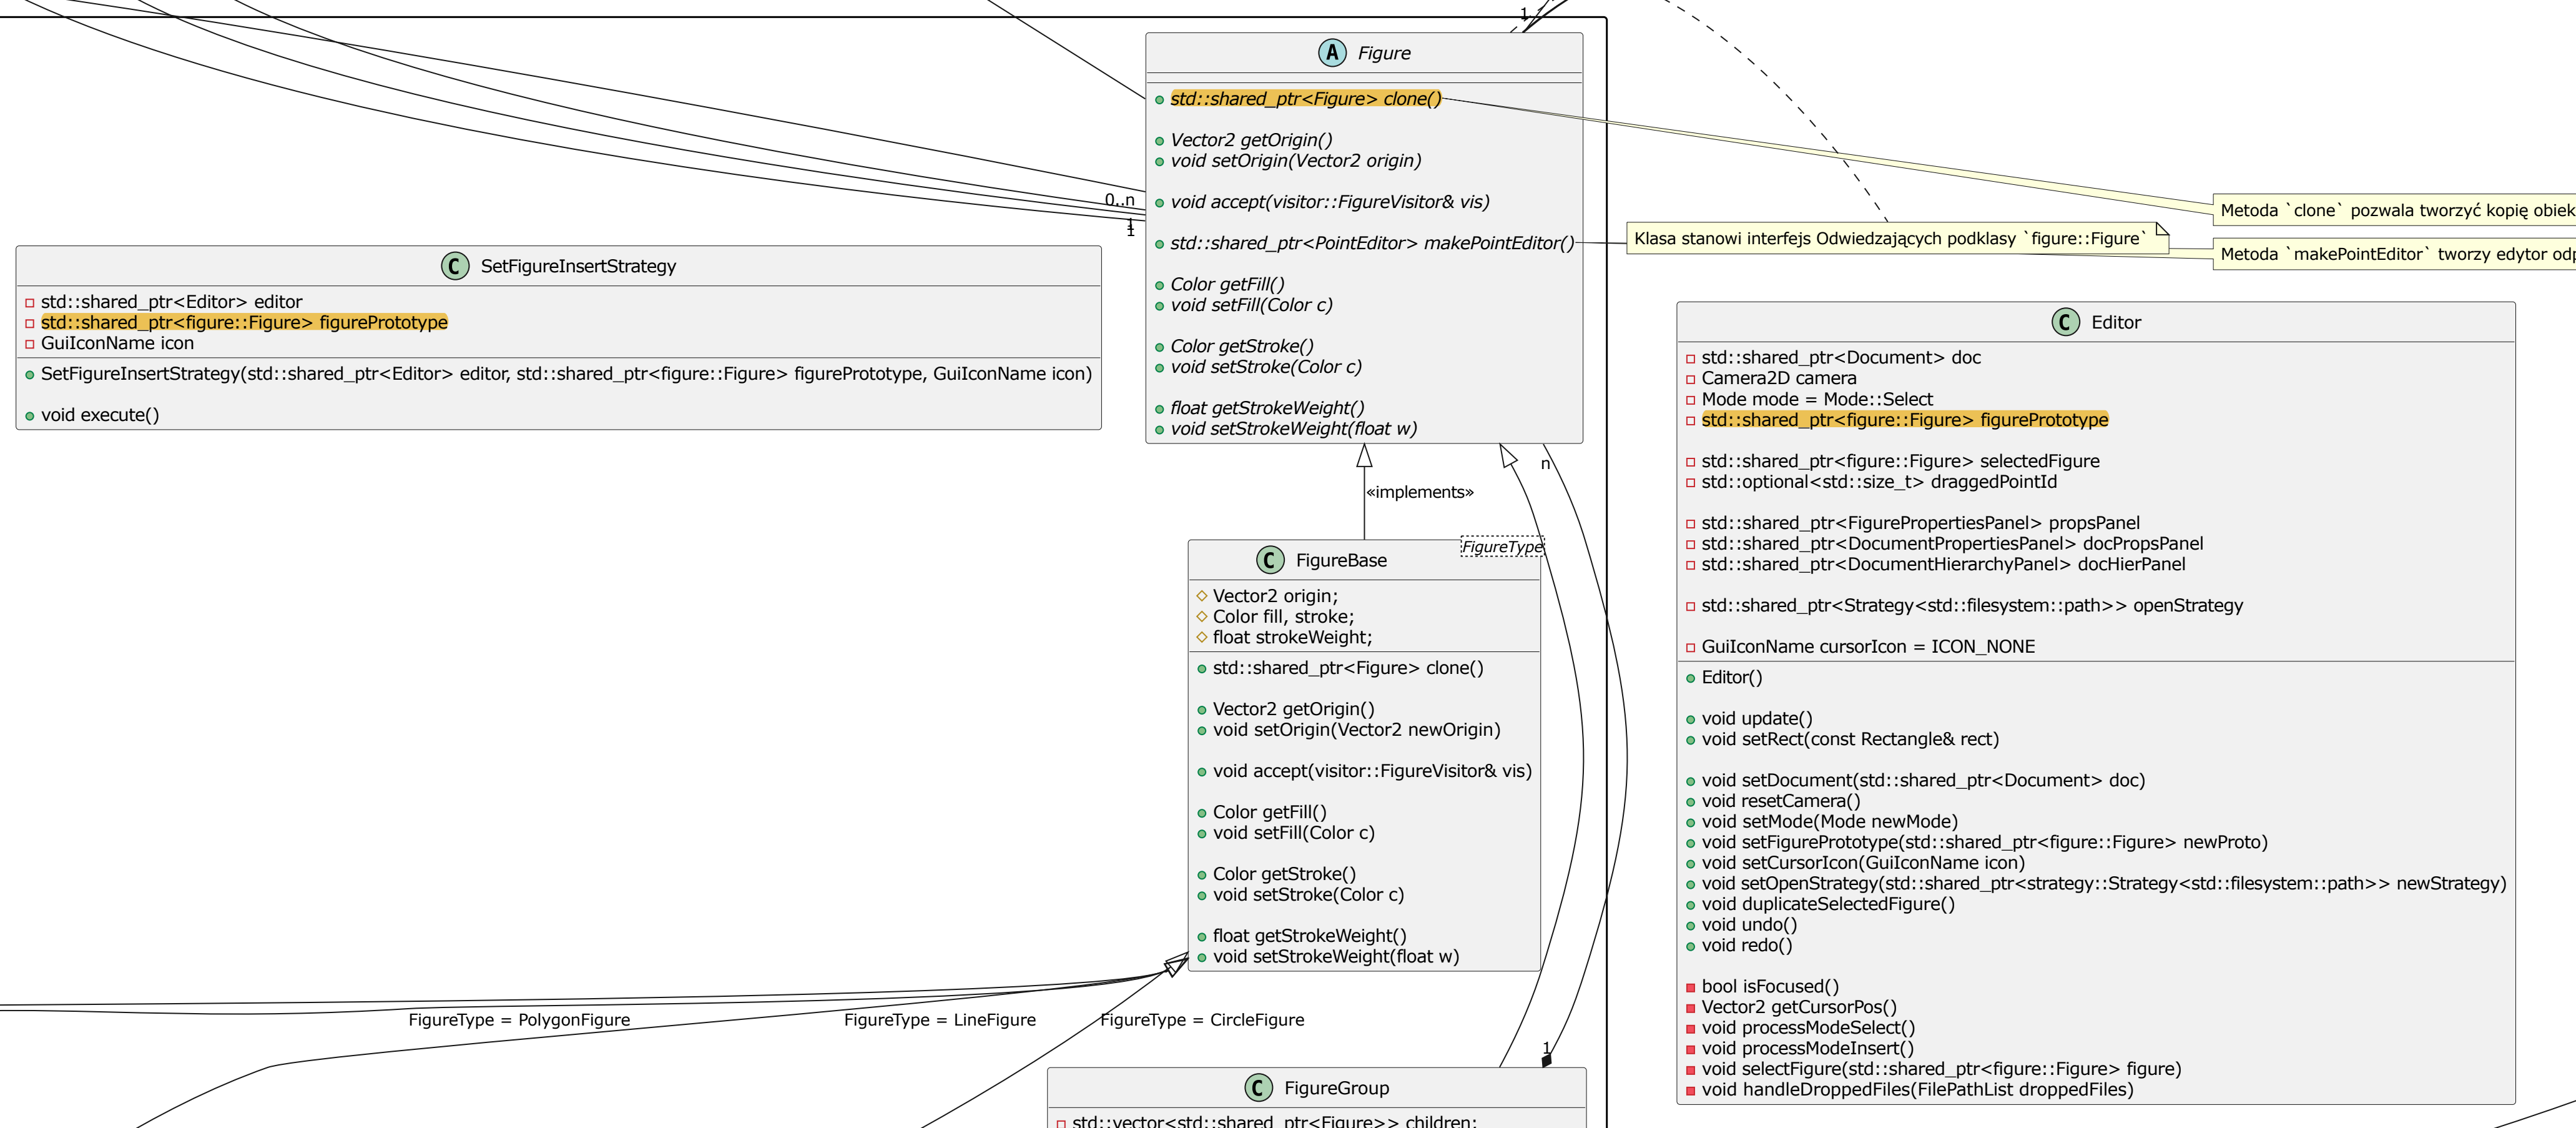 1
A Figure
std::shared_ptr<Figure> clone()
Vector2 getOrigin()
void setOrigin(Vector2 origin)
void accept(visitor::FigureVisitor& vis)
std::shared_ptr<PointEditor> makePointEditor()
Color getFill()
void setFill(Color c)
Color getStroke()
void setStroke(Color c)
float getStrokeWeight()
void setStrokeWeight(float w)
0..n
1
1
Metoda `clone` pozwala tworzyć kopię obiek
Klasa stanowi interfejs Odwiedzających podklasy `figure::Figure`
Metoda `makePointEditor` tworzy edytor odp
C SetFigureInsertStrategy
std::shared_ptr<Editor> editor
std::shared_ptr<figure::Figure> figurePrototype
GuiIconName icon
SetFigureInsertStrategy(std::shared_ptr<Editor> editor, std::shared_ptr<figure::Figure> figurePrototype, GuiIconName icon)
void execute()
C Editor
std::shared_ptr<Document> doc
Camera2D camera
Mode mode = Mode::Select
std::shared_ptr<figure::Figure> figurePrototype
std::shared_ptr<figure::Figure> selectedFigure
std::optional<std::size_t> draggedPointId
std::shared_ptr<FigurePropertiesPanel> propsPanel
std::shared_ptr<DocumentPropertiesPanel> docPropsPanel
std::shared_ptr<DocumentHierarchyPanel> docHierPanel
std::shared_ptr<Strategy<std::filesystem::path>> openStrategy
GuiIconName cursorIcon = ICON_NONE
Editor()
void update()
void setRect(const Rectangle& rect)
void setDocument(std::shared_ptr<Document> doc)
void resetCamera()
void setMode(Mode newMode)
void setFigurePrototype(std::shared_ptr<figure::Figure> newProto)
void setCursorIcon(GuiIconName icon)
void setOpenStrategy(std::shared_ptr<strategy::Strategy<std::filesystem::path>> newStrategy)
void duplicateSelectedFigure()
void undo()
void redo()
bool isFocused()
Vector2 getCursorPos()
void processModeSelect()
void processModeInsert()
void selectFigure(std::shared_ptr<figure::Figure> figure)
void handleDroppedFiles(FilePathList droppedFiles)
n
«implements»
FigureType
C FigureBase
Vector2 origin;
Color fill, stroke;
float strokeWeight;
std::shared_ptr<Figure> clone()
Vector2 getOrigin()
void setOrigin(Vector2 newOrigin)
void accept(visitor::FigureVisitor& vis)
Color getFill()
void setFill(Color c)
Color getStroke()
void setStroke(Color c)
float getStrokeWeight()
void setStrokeWeight(float w)
FigureType = PolygonFigure
FigureType = LineFigure
FigureType = CircleFigure
1
C FigureGroup
std::vector<std::shared_ptr<Figure>> children;